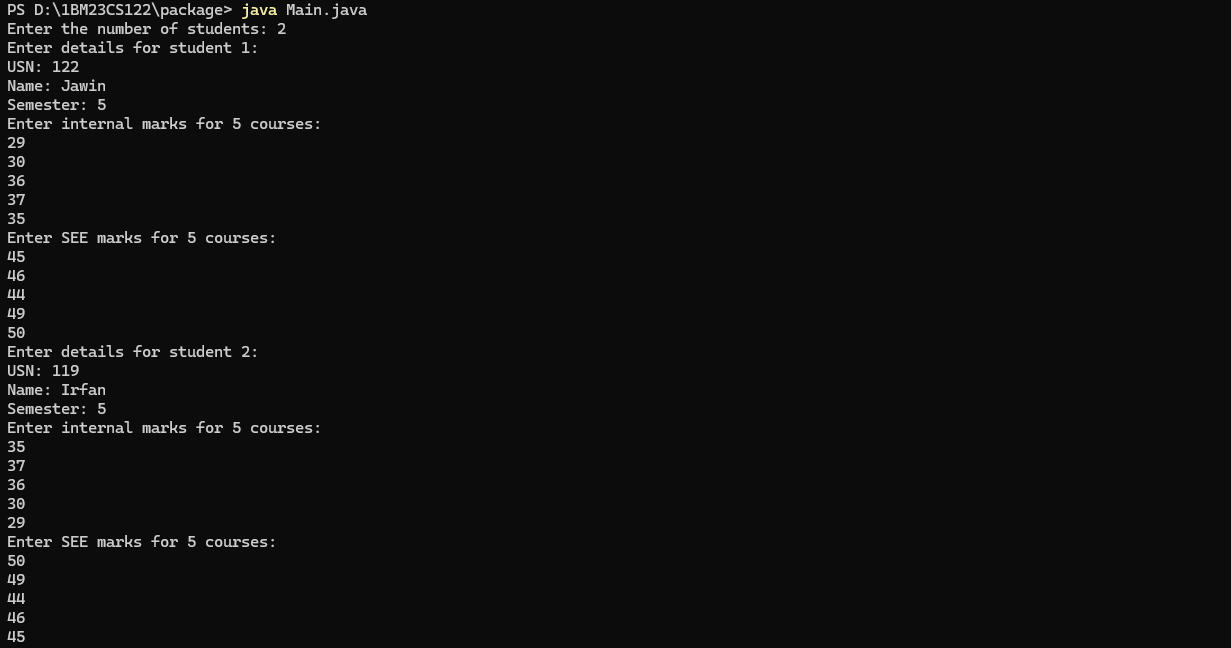 PS D:\1BM23CS122\package> java Main.java
Enter the number of students: 2
Enter details for student 1:
USN: 122
Name: Jawin
Semester: 5
Enter internal marks for 5 courses:
29
30
36
37
35
Enter SEE marks for 5 courses:
45
46
44
49
50
Enter details for student 2:
USN: 119
Name: Irfan
Semester: 5
Enter internal marks for 5 courses:
35
37
36
30
29
Enter SEE marks for 5 courses:
50
49
44
46
45